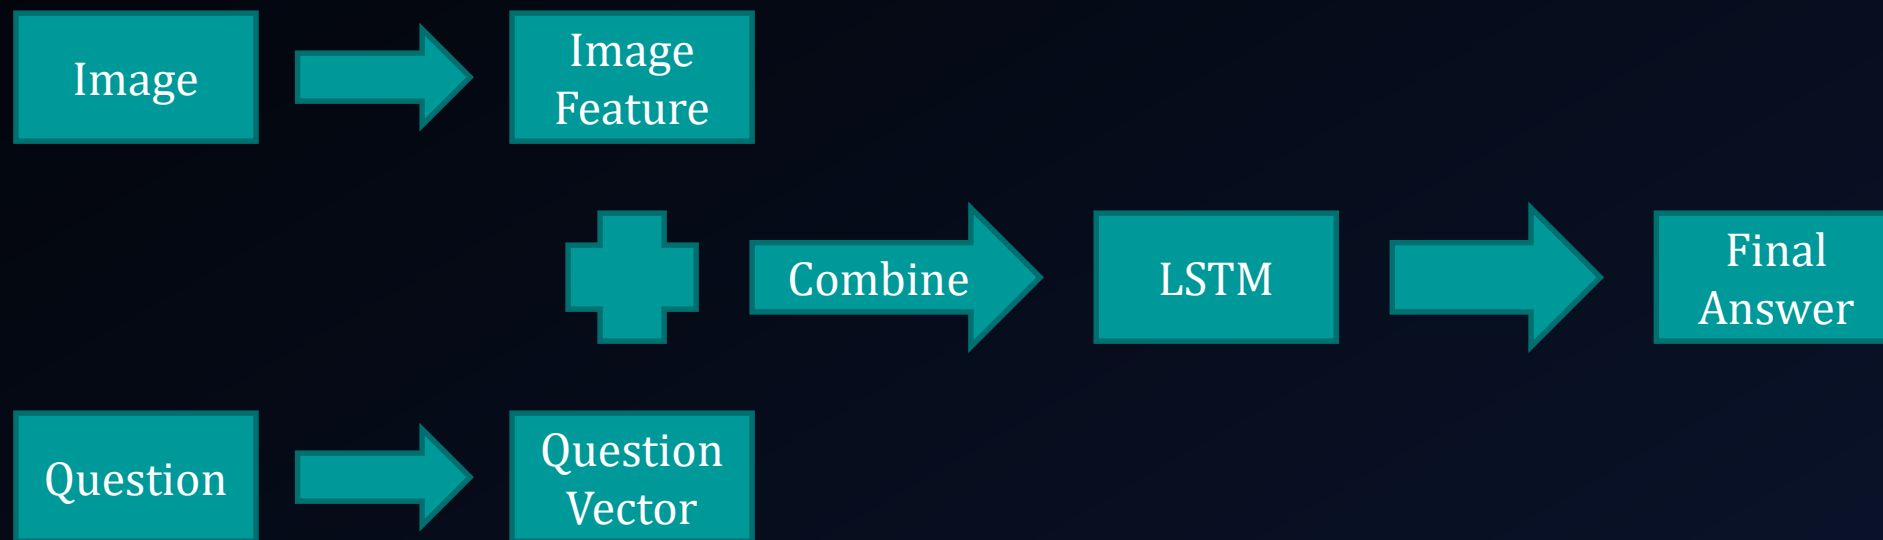 Image
Image
Feature
Combine
LSTM
Final
Answer
Question
Question
Vector